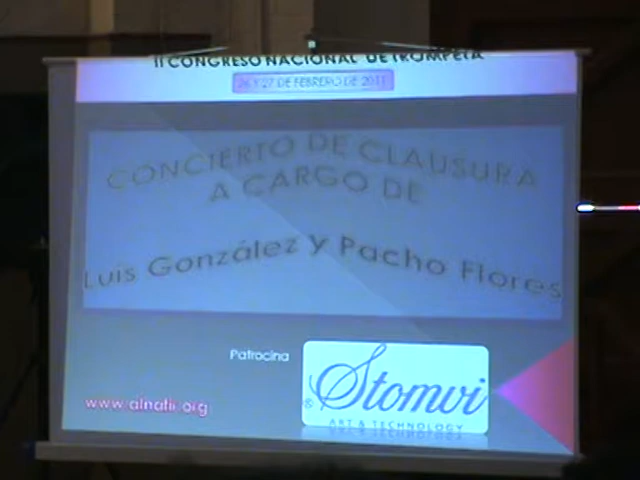 II CONGRESO NACIONAL DE TROMPETA
26 Y 27 DE FEBRERO DE 2011
CONCIERTO DE CLAUSURA
A CARGO DE
Luis González y Pacho Flores
Patrocina
Stomvi
ART & TECHNOLOGY
www.alnafir.org